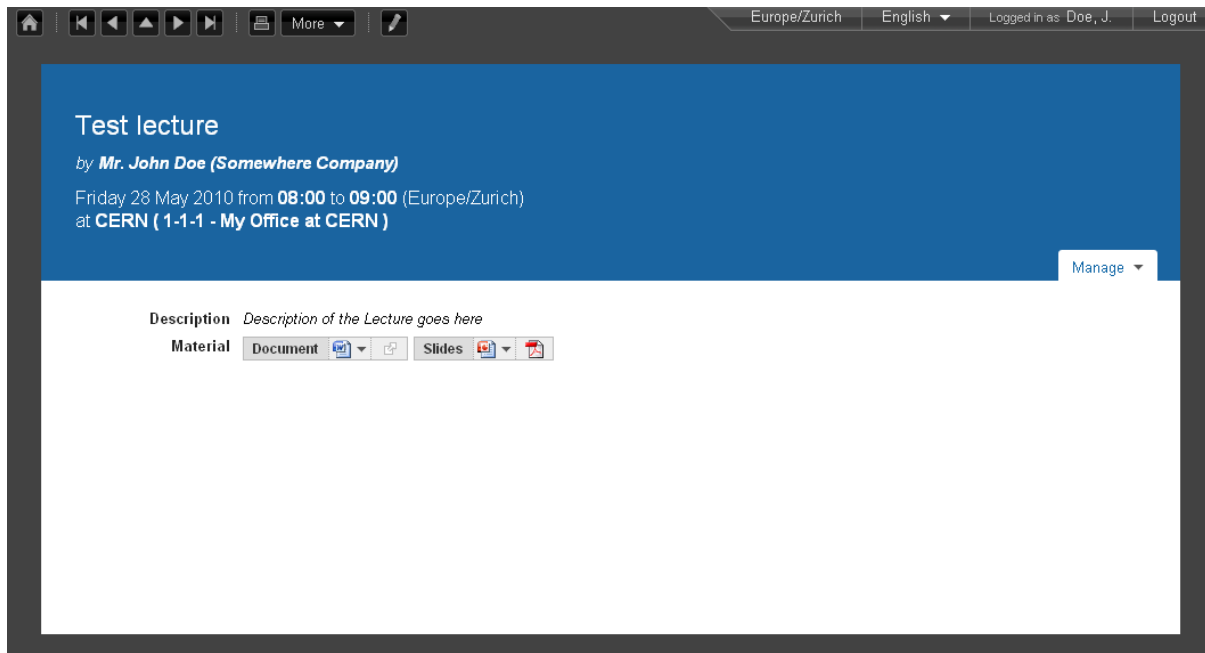 More Europe/Zurich English Logged in as Doe, J. Logout
Test lecture
by Mr. John Doe (Somewhere Company)
Friday 28 May 2010 from 08:00 to 09:00 (Europe/Zurich)
at CERN ( 1-1-1 - My Office at CERN )
Manage
Description Description of the Lecture goes here
Material Document Slides